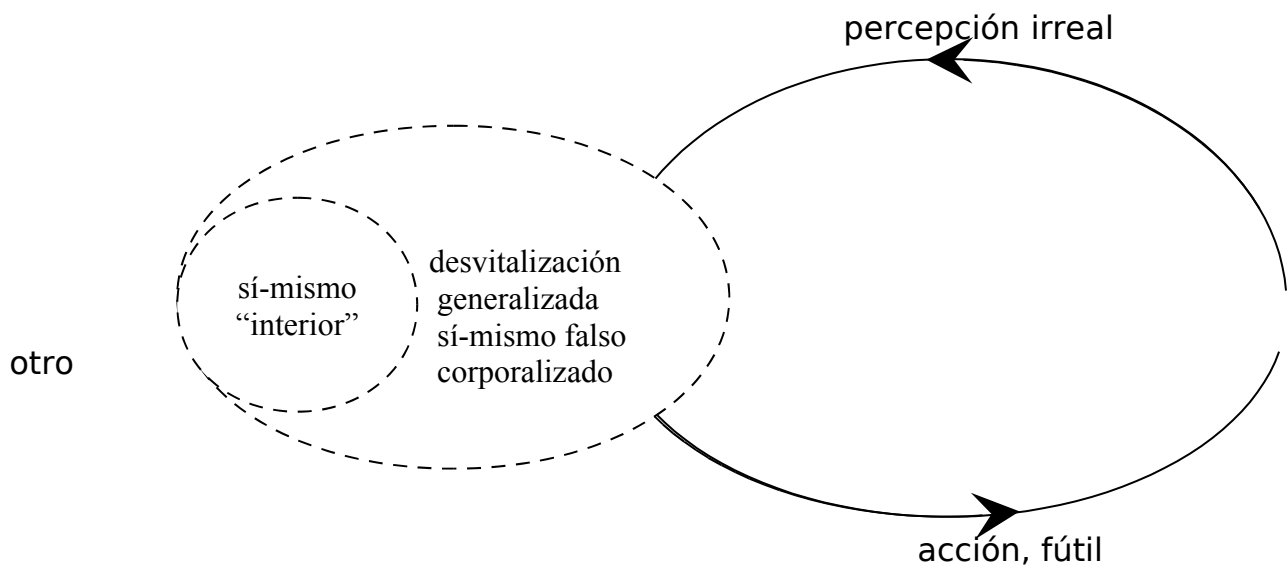 percepción irreal
desvitalización
generalizada
sí-mismo falso
corporalizado
sí-mismo
“interior”
otro
acción, fútil